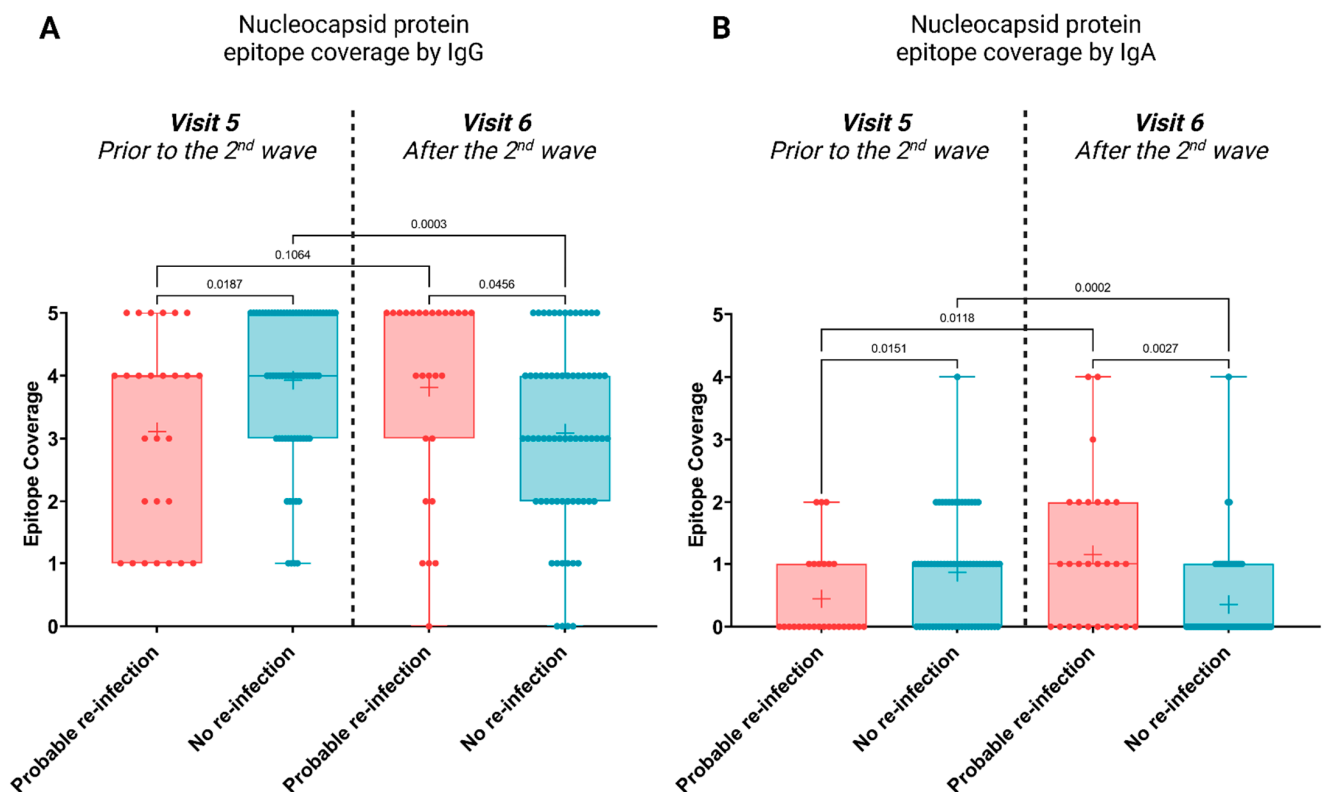 A
Nucleocapsid protein
epitope coverage by IgG
Visit 5
Prior to the 2nd wave
Visit 6
After the 2nd wave
0.0003
0.1064
0.0187
0.0456
Epitope Coverage
5
4
3
2
1
0
Probable re-infection
No re-infection
Probable re-infection
No re-infection
B
Nucleocapsid protein
epitope coverage by IgA
Visit 5
Prior to the 2nd wave
Visit 6
After the 2nd wave
0.0002
0.0118
0.0151
0.0027
Epitope Coverage
5
4
3
2
1
0
Probable re-infection
No re-infection
Probable re-infection
No re-infection